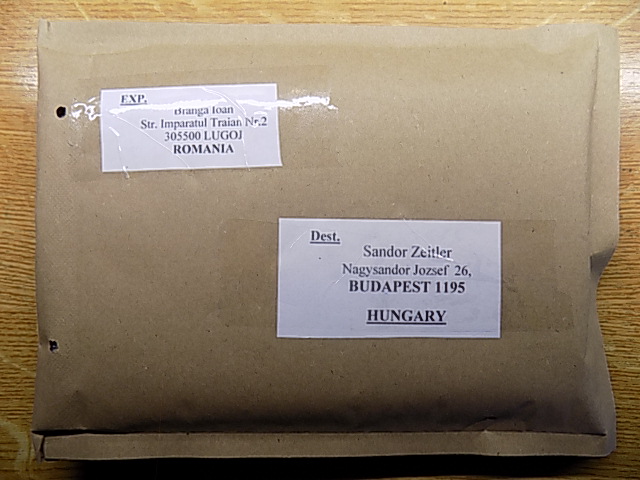 EXP.
Branga Ioan
Str. Imparatul Traian Nr.2
305500 LUGOJ
ROMANIA
Dest.
Sandor Zeitler
Nagysandor Jozsef 26,
BUDAPEST 1195
HUNGARY